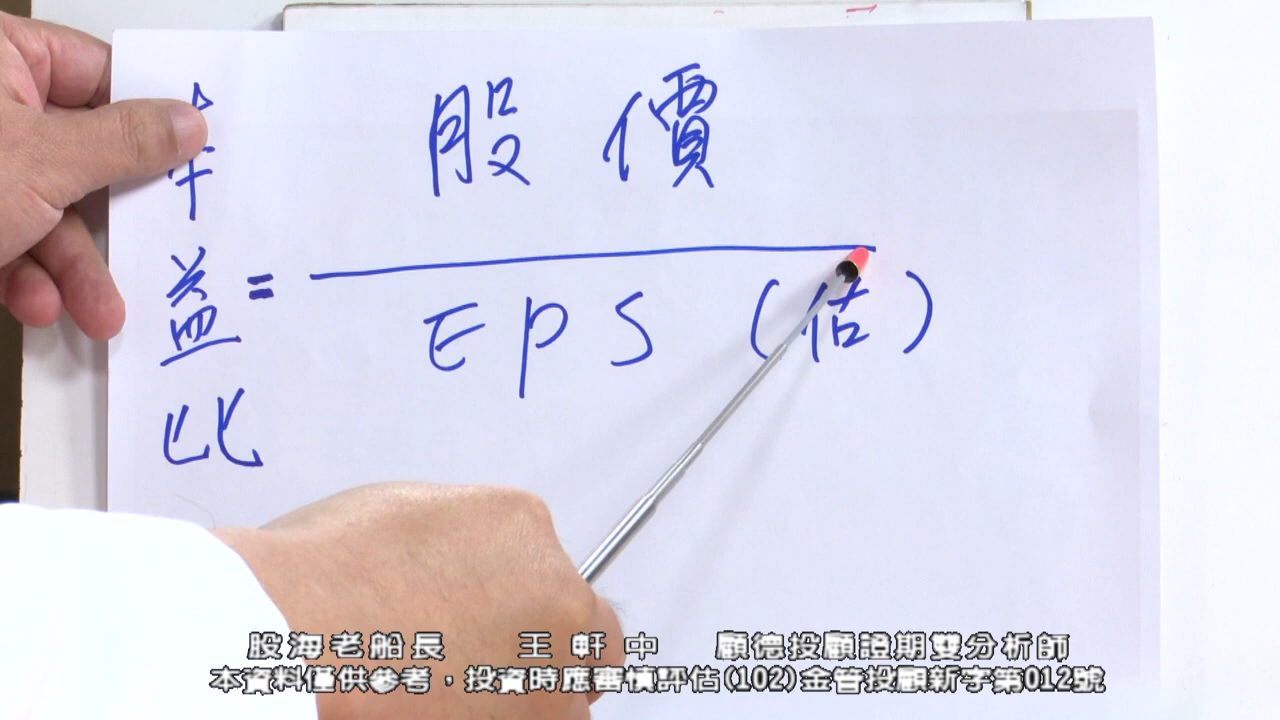 股價
益比 =
EPS (估)
股海老船長 王軒中 顧德投顧證期雙分析師
本資料僅供參考，投資時應審慎評估(102)金管投顧新字第012號